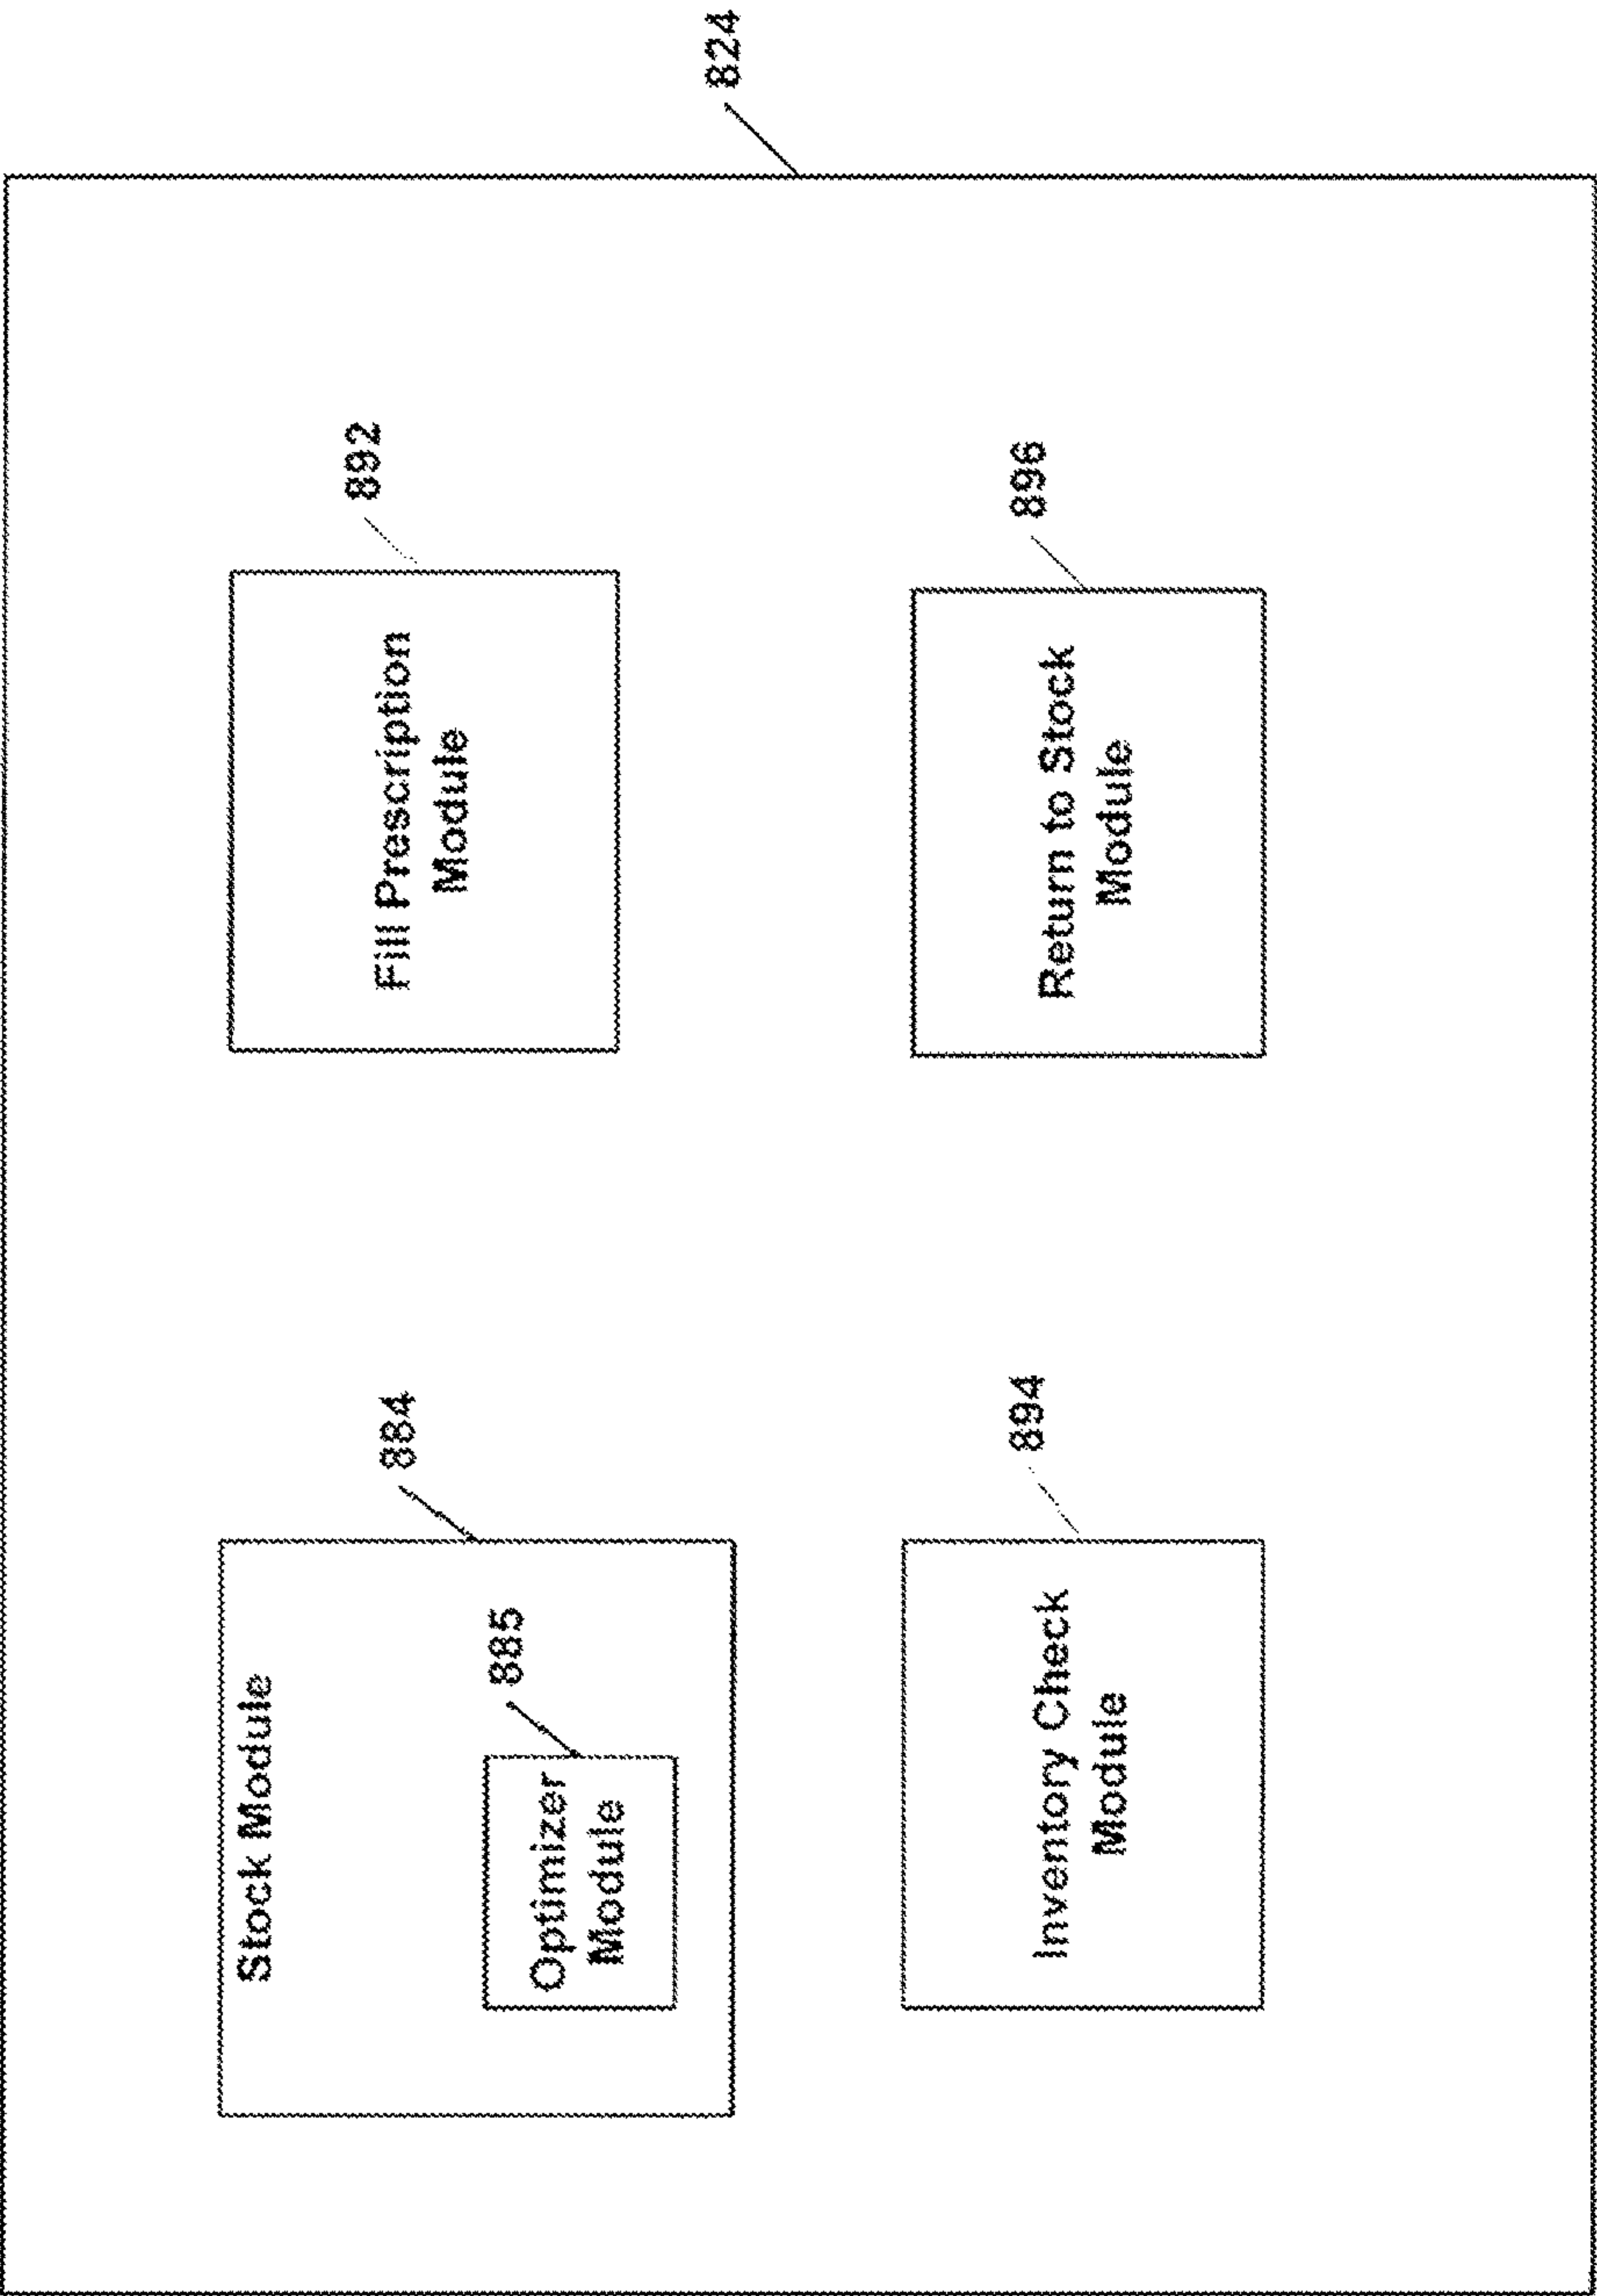 824
Stock Module
884
Optimizer
Module
885
Fill Prescription
Module
892
Inventory Check
Module
894
Return to Stock
Module
896